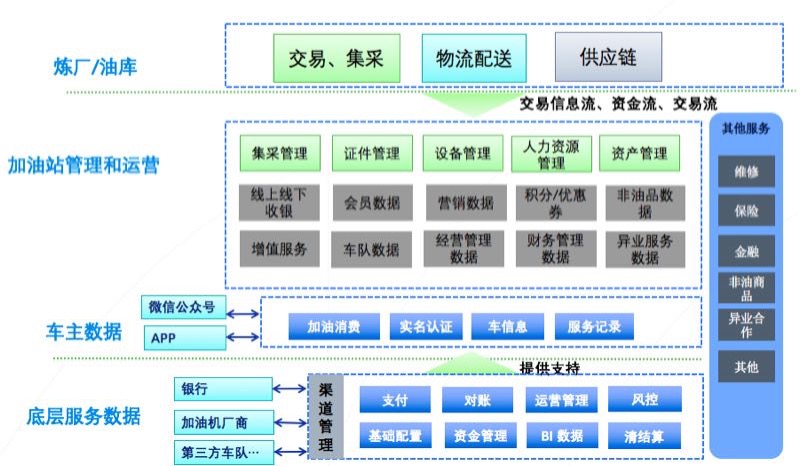 炼厂/油库
交易、集采
物流配送
供应链
交易信息流、资金流、交易流
加油站管理和运营
集采管理
证件管理
设备管理
人力资源
管理
资产管理
线上线下
收银
会员数据
营销数据
积分/优惠
券
非油品数
据
增值服务
车队数据
经营管理
数据
财务管理
数据
异业服务
数据
其他服务
维修
保险
金融
非油商
品
异业合
作
其他
车主数据
微信公众号
APP
加油消费
实名认证
车信息
服务记录
提供支持
底层服务数据
银行
加油机厂商
第三方车队…
渠
道
管
理
支付
对账
运营管理
风控
基础配置
资金管理
BI 数据
清结算